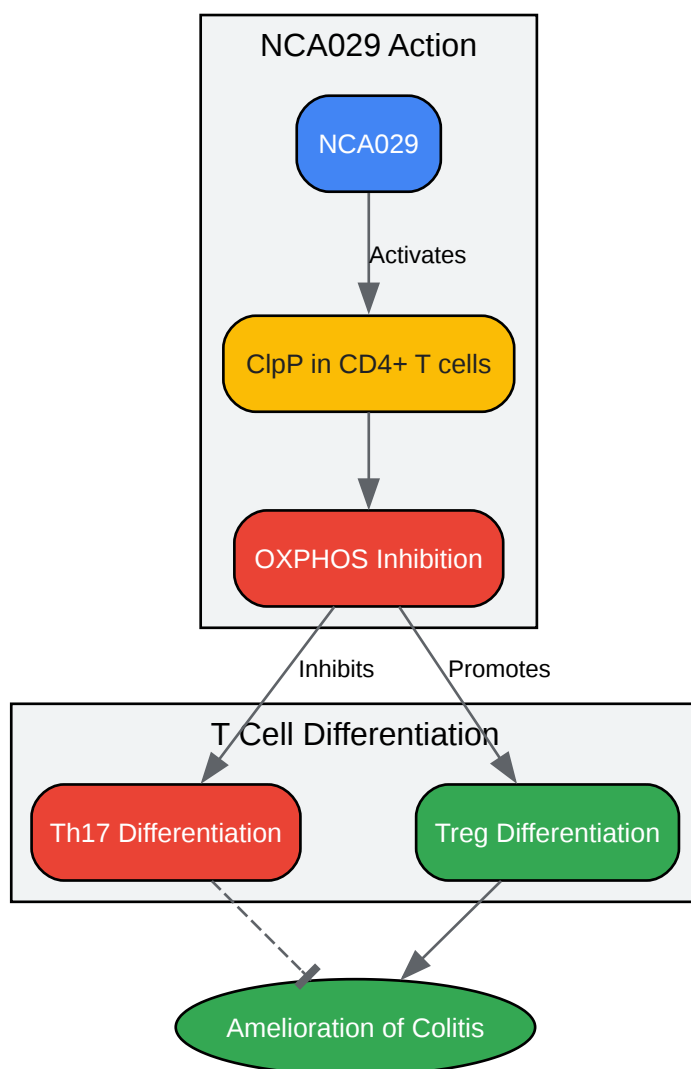 NCA029 Action
NCA029
Activates
ClpP in CD4+ T cells
OXPHOS Inhibition
Inhibits
Promotes
T Cell Differentiation
Th17 Differentiation
Treg Differentiation
Amelioration of Colitis